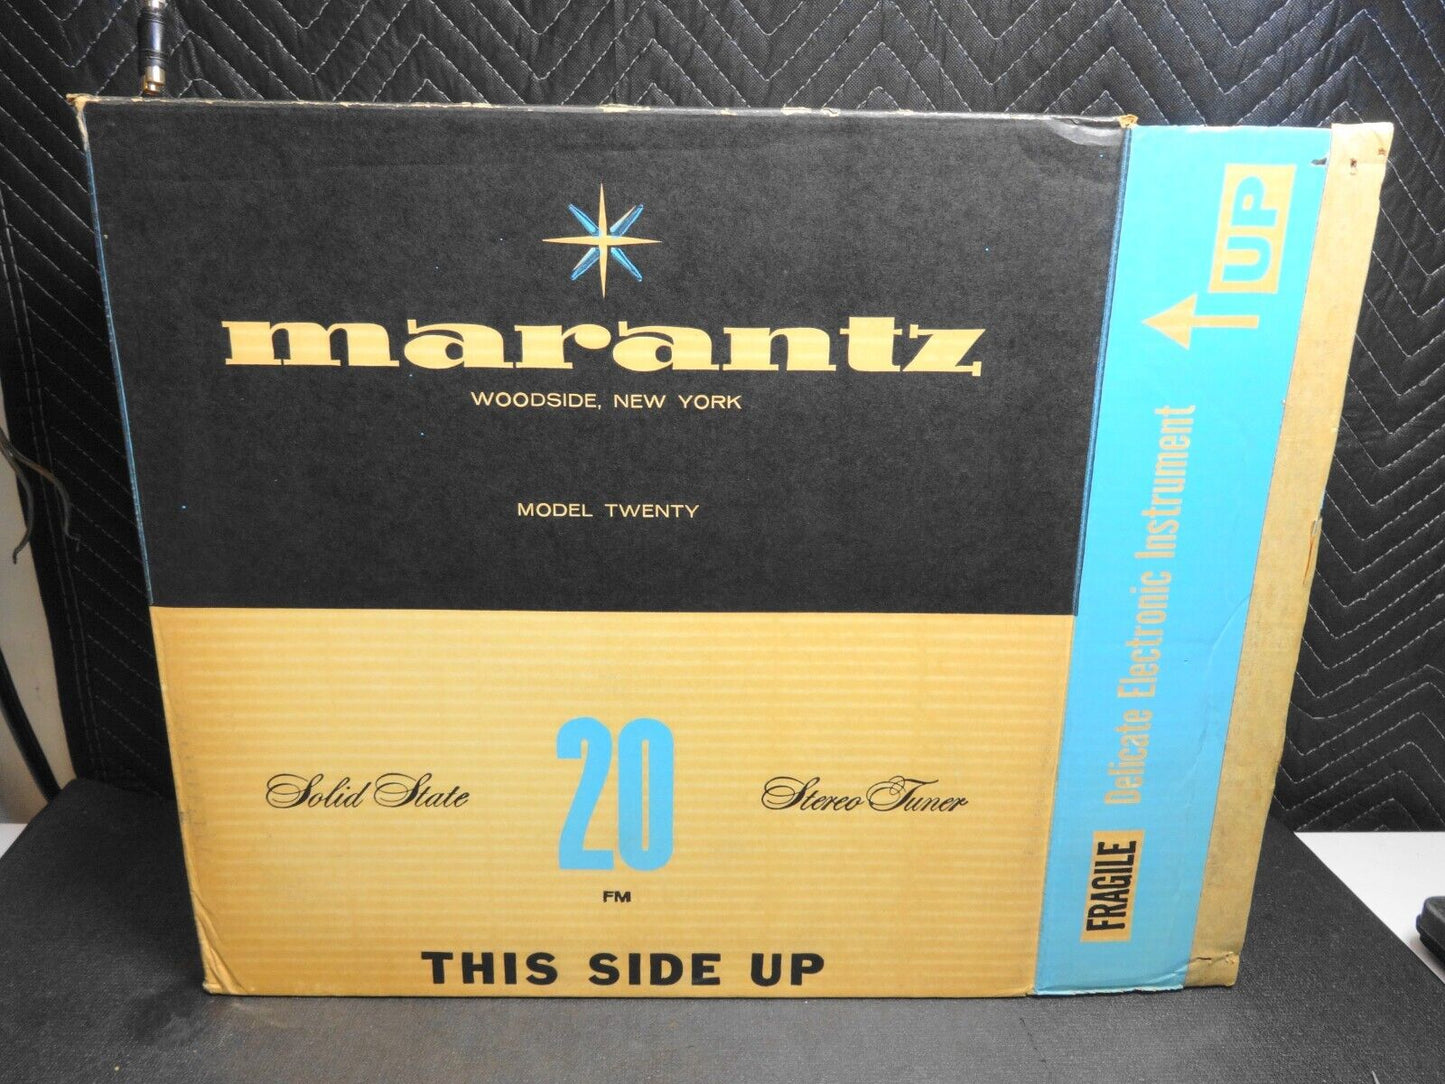 marantz
WOODSIDE, NEW YORK
MODEL TWENTY
Solid State
20
Stereo Tuner
FM
THIS SIDE UP
UP
FRAGILE Delicate Electronic Instrument